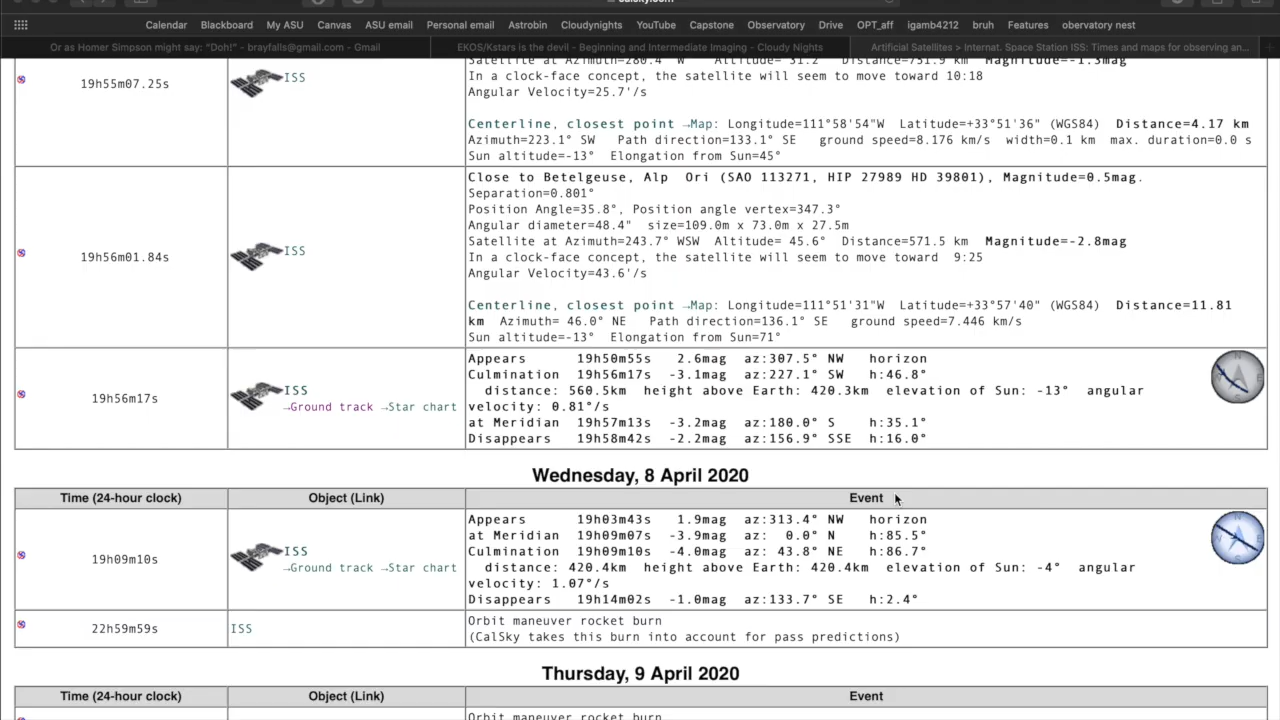 calsky.com
Calendar Blackboard My ASU Canvas ASU email Personal email Astrobin Cloudynights YouTube Capstone Observatory Drive OPT_aff igamb4212 bruh Features obervatory nest
Or as Homer Simpson might say: "Doh!" - brayfalls@gmail.com - Gmail EKOS/Kstars is the devil - Beginning and Intermediate Imaging - Cloudy Nights Artificial Satellites > Internat. Space Station ISS: Times and maps for observing an...
Satellite at Azimuth=280.4° W Altitude= 31.2° Distance=751.9 km Magnitude=-1.3mag
In a clock-face concept, the satellite will seem to move toward 10:18
Angular Velocity=25.7'/s
19h55m07.25s ISS
Centerline, closest point →Map: Longitude=111°58'54"W Latitude=+33°51'36" (WGS84) Distance=4.17 km
Azimuth=223.1° SW Path direction=133.1° SE ground speed=8.176 km/s width=0.1 km max. duration=0.0 s
Sun altitude=-13° Elongation from Sun=45°
Close to Betelgeuse, Alp Ori (SAO 113271, HIP 27989 HD 39801), Magnitude=0.5mag.
Separation=0.801°
Position Angle=35.8°, Position angle vertex=347.3°
Angular diameter=48.4" size=109.0m x 73.0m x 27.5m
Satellite at Azimuth=243.7° WSW Altitude= 45.6° Distance=571.5 km Magnitude=-2.8mag
19h56m01.84s ISS
In a clock-face concept, the satellite will seem to move toward 9:25
Angular Velocity=43.6'/s
Centerline, closest point →Map: Longitude=111°51'31"W Latitude=+33°57'40" (WGS84) Distance=11.81
km Azimuth= 46.0° NE Path direction=136.1° SE ground speed=7.446 km/s
Sun altitude=-13° Elongation from Sun=71°
Appears 19h50m55s 2.6mag az:307.5° NW horizon
Culmination 19h56m17s -3.1mag az:227.1° SW h:46.8°
19h56m17s ISS
→Ground track →Star chart
distance: 560.5km height above Earth: 420.3km elevation of Sun: -13° angular
velocity: 0.81°/s
at Meridian 19h57m13s -3.2mag az:180.0° S h:35.1°
Disappears 19h58m42s -2.2mag az:156.9° SSE h:16.0°
Wednesday, 8 April 2020
Time (24-hour clock) Object (Link) Event
Appears 19h03m43s 1.9mag az:313.4° NW horizon
at Meridian 19h09m07s -3.9mag az: 0.0° N h:85.5°
19h09m10s ISS
→Ground track →Star chart
Culmination 19h09m10s -4.0mag az: 43.8° NE h:86.7°
distance: 420.4km height above Earth: 420.4km elevation of Sun: -4° angular
velocity: 1.07°/s
Disappears 19h14m02s -1.0mag az:133.7° SE h:2.4°
22h59m59s ISS
Orbit maneuver rocket burn
(CalSky takes this burn into account for pass predictions)
Thursday, 9 April 2020
Time (24-hour clock) Object (Link) Event
Orbit maneuver rocket burn